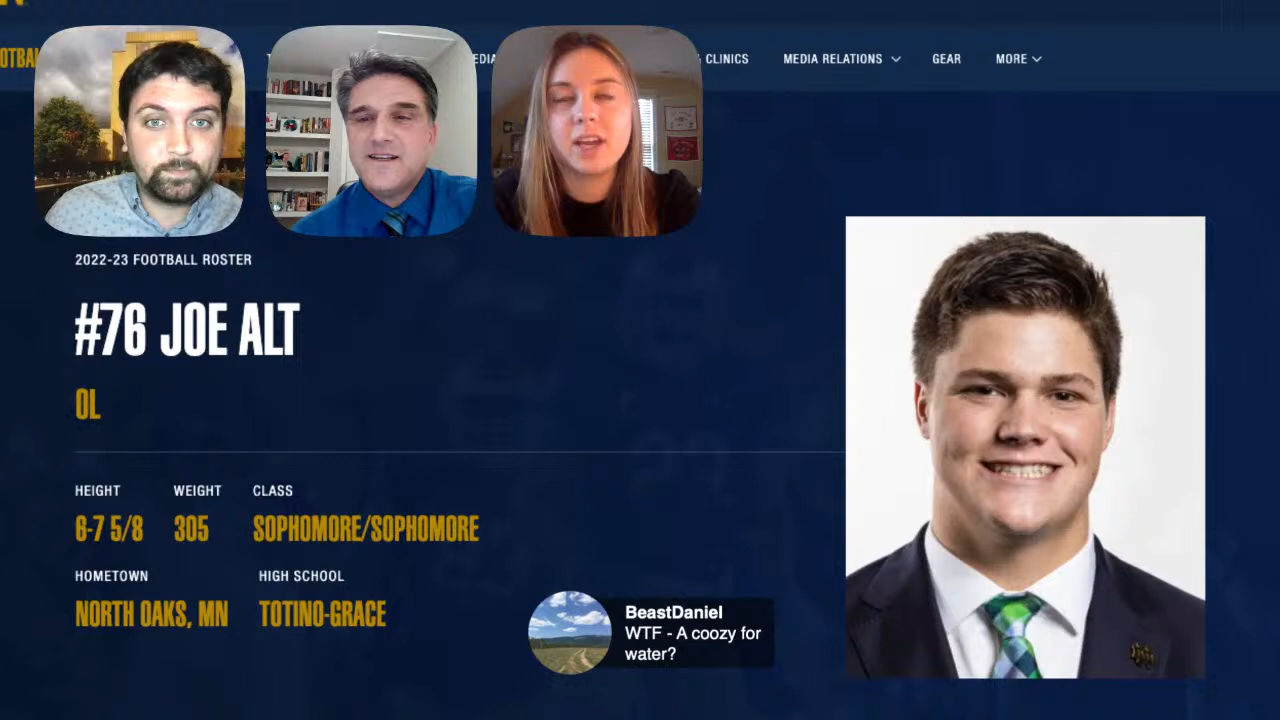 OTBAL
CLINICS
MEDIA RELATIONS
GEAR
MORE
2022-23 FOOTBALL ROSTER
#76 JOE ALT
OL
HEIGHT WEIGHT CLASS
6-7 5/8 305 SOPHOMORE/SOPHOMORE
HOMETOWN HIGH SCHOOL
NORTH OAKS, MN TOTINO-GRACE
BeastDaniel
WTF - A coozy for
water?